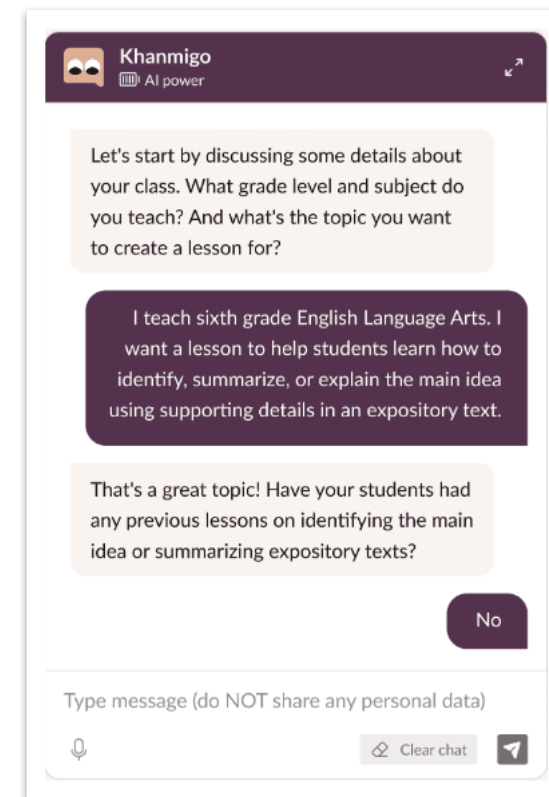 Khanmigo
AI power
Let's start by discussing some details about
your class. What grade level and subject do
you teach? And what's the topic you want
to create a lesson for?
I teach sixth grade English Language Arts. I
want a lesson to help students learn how to
identify, summarize, or explain the main idea
using supporting details in an expository text.
That's a great topic! Have your students had
any previous lessons on identifying the main
idea or summarizing expository texts?
No
Type message (do NOT share any personal data)
Clear chat